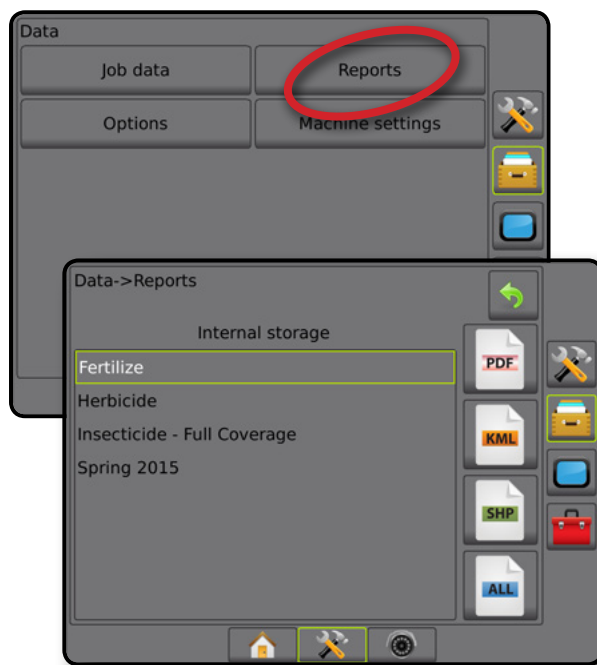 Data
Job data
Reports
Options
Machine settings
Data->Reports
Internal storage
Fertilize
Herbicide
Insecticide - Full Coverage
Spring 2015
PDF
KML
SHP
ALL